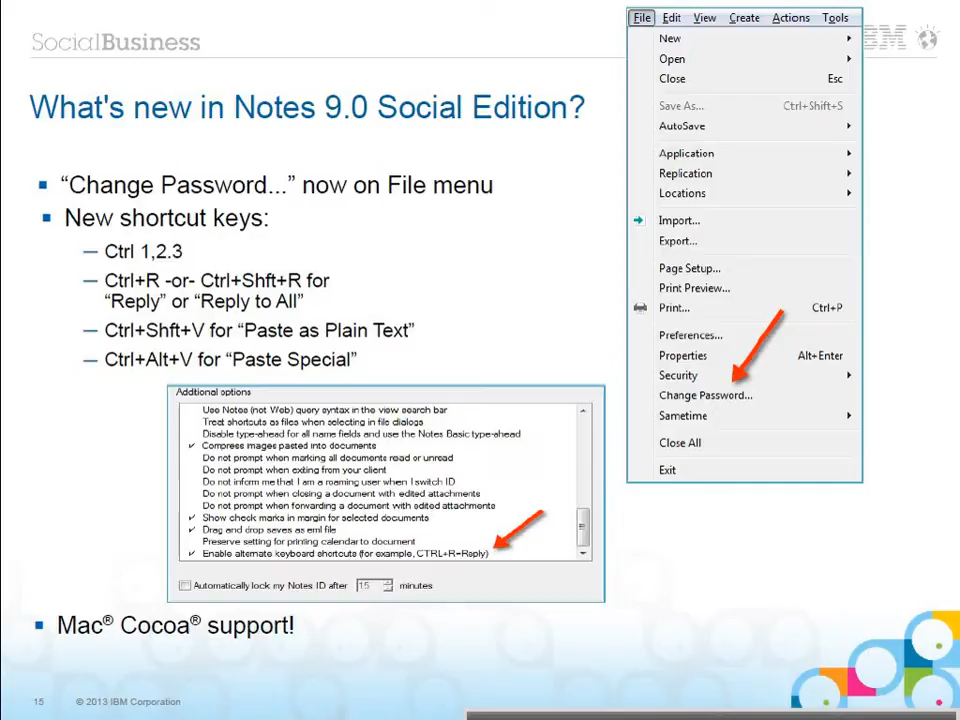 SocialBusiness
IBM
What's new in Notes 9.0 Social Edition?
▪ “Change Password...” now on File menu
▪ New shortcut keys:
– Ctrl 1,2.3
– Ctrl+R -or- Ctrl+Shft+R for
“Reply” or “Reply to All”
– Ctrl+Shft+V for “Paste as Plain Text”
– Ctrl+Alt+V for “Paste Special”
Additional options
Use Notes (not Web) query syntax in the view search bar
Treat shortcuts as files when selecting in file dialogs
Disable type-ahead for all name fields and use the Notes Basic type-ahead
✓ Compress images pasted into documents
Do not prompt when marking all documents read or unread
Do not prompt when exiting from your client
Do not inform me that I am a roaming user when I switch ID
Do not prompt when closing a document with edited attachments
Do not prompt when forwarding a document with edited attachments
✓ Show check marks in margin for selected documents
✓ Drag and drop saves as eml file
Preserve setting for printing calendar to document
✓ Enable alternate keyboard shortcuts (for example, CTRL+R=Reply)
Automatically lock my Notes ID after 15 minutes
▪ Mac® Cocoa® support!
File Edit View Create Actions Tools
New
Open
Close Esc
Save As... Ctrl+Shift+S
AutoSave
Application
Replication
Locations
Import...
Export...
Page Setup...
Print Preview...
Print... Ctrl+P
Preferences...
Properties Alt+Enter
Security
Change Password...
Sametime
Close All
Exit
15 © 2013 IBM Corporation